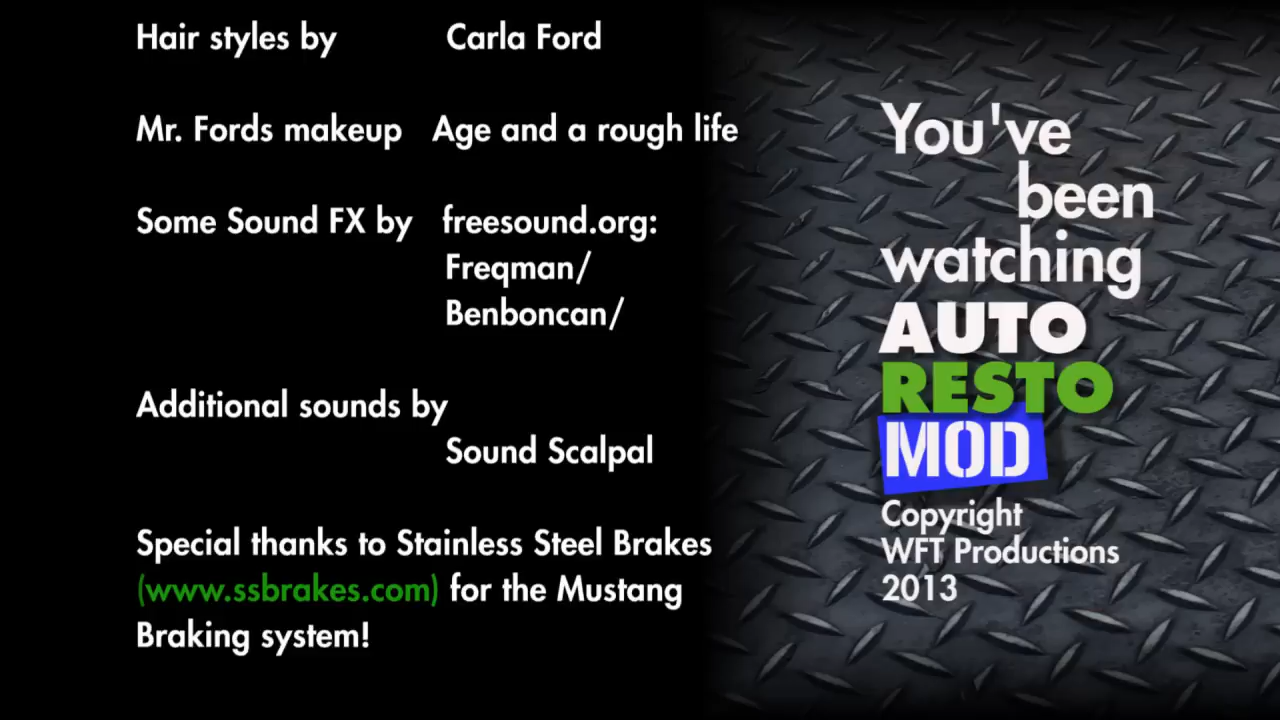 Hair styles by Carla Ford
Mr. Fords makeup Age and a rough life
Some Sound FX by freesound.org:
Freqman/
Benboncan/
Additional sounds by
Sound Scalpal
Special thanks to Stainless Steel Brakes
(www.ssbrakes.com) for the Mustang
Braking system!
You've
been
watching
AUTO
RESTO
MOD
Copyright
WFT Productions
2013